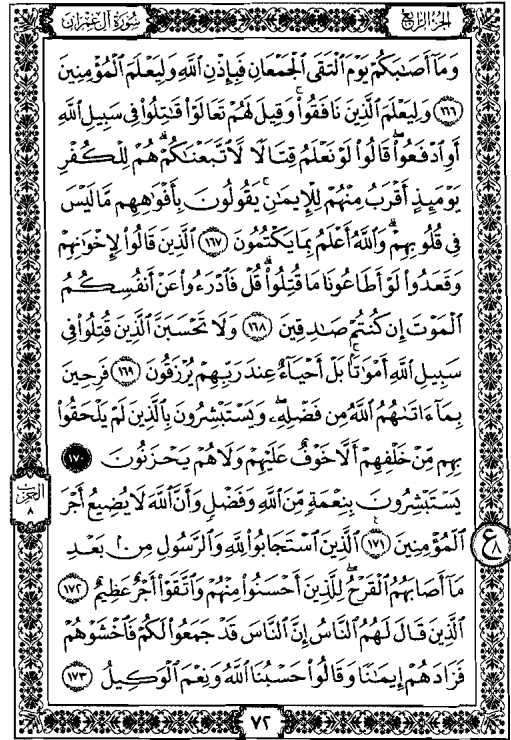 الجزء الرابع
سورة آل عمران
وَمَآ أَصَٰبَكُمۡ يَوۡمَ ٱلۡتَقَى ٱلۡجَمۡعَانِ فَبِإِذۡنِ ٱللَّهِ وَلِيَعۡلَمَ ٱلۡمُؤۡمِنِينَ
١٦٦ وَلِيَعۡلَمَ ٱلَّذِينَ نَافَقُواْۚ وَقِيلَ لَهُمۡ تَعَالَوۡاْ قَٰتِلُواْ فِي سَبِيلِ ٱللَّهِ
أَوِ ٱدۡفَعُواْۖ قَالُواْ لَوۡ نَعۡلَمُ قِتَالٗا لَّٱتَّبَعۡنَٰكُمۡۗ هُمۡ لِلۡكُفۡرِ
يَوۡمَئِذٍ أَقۡرَبُ مِنۡهُمۡ لِلۡإِيمَٰنِۚ يَقُولُونَ بِأَفۡوَٰهِهِم مَّا لَيۡسَ
فِي قُلُوبِهِمۡۗ وَٱللَّهُ أَعۡلَمُ بِمَا يَكۡتُمُونَ ١٦٧ ٱلَّذِينَ قَالُواْ لِإِخۡوَٰنِهِمۡ
وَقَعَدُواْ لَوۡ أَطَاعُونَا مَا قُتِلُواْۗ قُلۡ فَٱدۡرَءُواْ عَنۡ أَنفُسِكُمُ
ٱلۡمَوۡتَ إِن كُنتُمۡ صَٰدِقِينَ ١٦٨ وَلَا تَحۡسَبَنَّ ٱلَّذِينَ قُتِلُواْ فِي
سَبِيلِ ٱللَّهِ أَمۡوَٰتَۢاۚ بَلۡ أَحۡيَآءٌ عِندَ رَبِّهِمۡ يُرۡزَقُونَ ١٦٩ فَرِحِينَ
بِمَآ ءَاتَىٰهُمُ ٱللَّهُ مِن فَضۡلِهِۦ وَيَسۡتَبۡشِرُونَ بِٱلَّذِينَ لَمۡ يَلۡحَقُواْ
بِهِم مِّنۡ خَلۡفِهِمۡ أَلَّا خَوۡفٌ عَلَيۡهِمۡ وَلَا هُمۡ يَحۡزَنُونَ ١٧٠
يَسۡتَبۡشِرُونَ بِنِعۡمَةٖ مِّنَ ٱللَّهِ وَفَضۡلٖ وَأَنَّ ٱللَّهَ لَا يُضِيعُ أَجۡرَ
ٱلۡمُؤۡمِنِينَ ١٧١ ٱلَّذِينَ ٱسۡتَجَابُواْ لِلَّهِ وَٱلرَّسُولِ مِنۢ بَعۡدِ
مَآ أَصَابَهُمُ ٱلۡقَرۡحُۚ لِلَّذِينَ أَحۡسَنُواْ مِنۡهُمۡ وَٱتَّقَوۡاْ أَجۡرٌ عَظِيمٌ ١٧٢
ٱلَّذِينَ قَالَ لَهُمُ ٱلنَّاسُ إِنَّ ٱلنَّاسَ قَدۡ جَمَعُواْ لَكُمۡ فَٱخۡشَوۡهُمۡ
فَزَادَهُمۡ إِيمَٰنٗا وَقَالُواْ حَسۡبُنَا ٱللَّهُ وَنِعۡمَ ٱلۡوَكِيلُ ١٧٣
الحزب
٨
ع
٨
٧٢